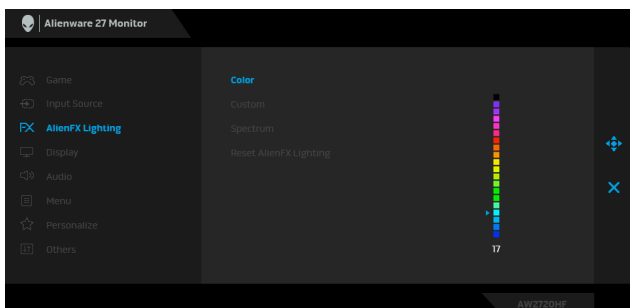 Alienware 27 Monitor
Game
Input Source
FX AlienFX Lighting
Display
Audio
Menu
Personalize
Others
Color
Custom
Spectrum
Reset AlienFX Lighting
17
AW2720HF